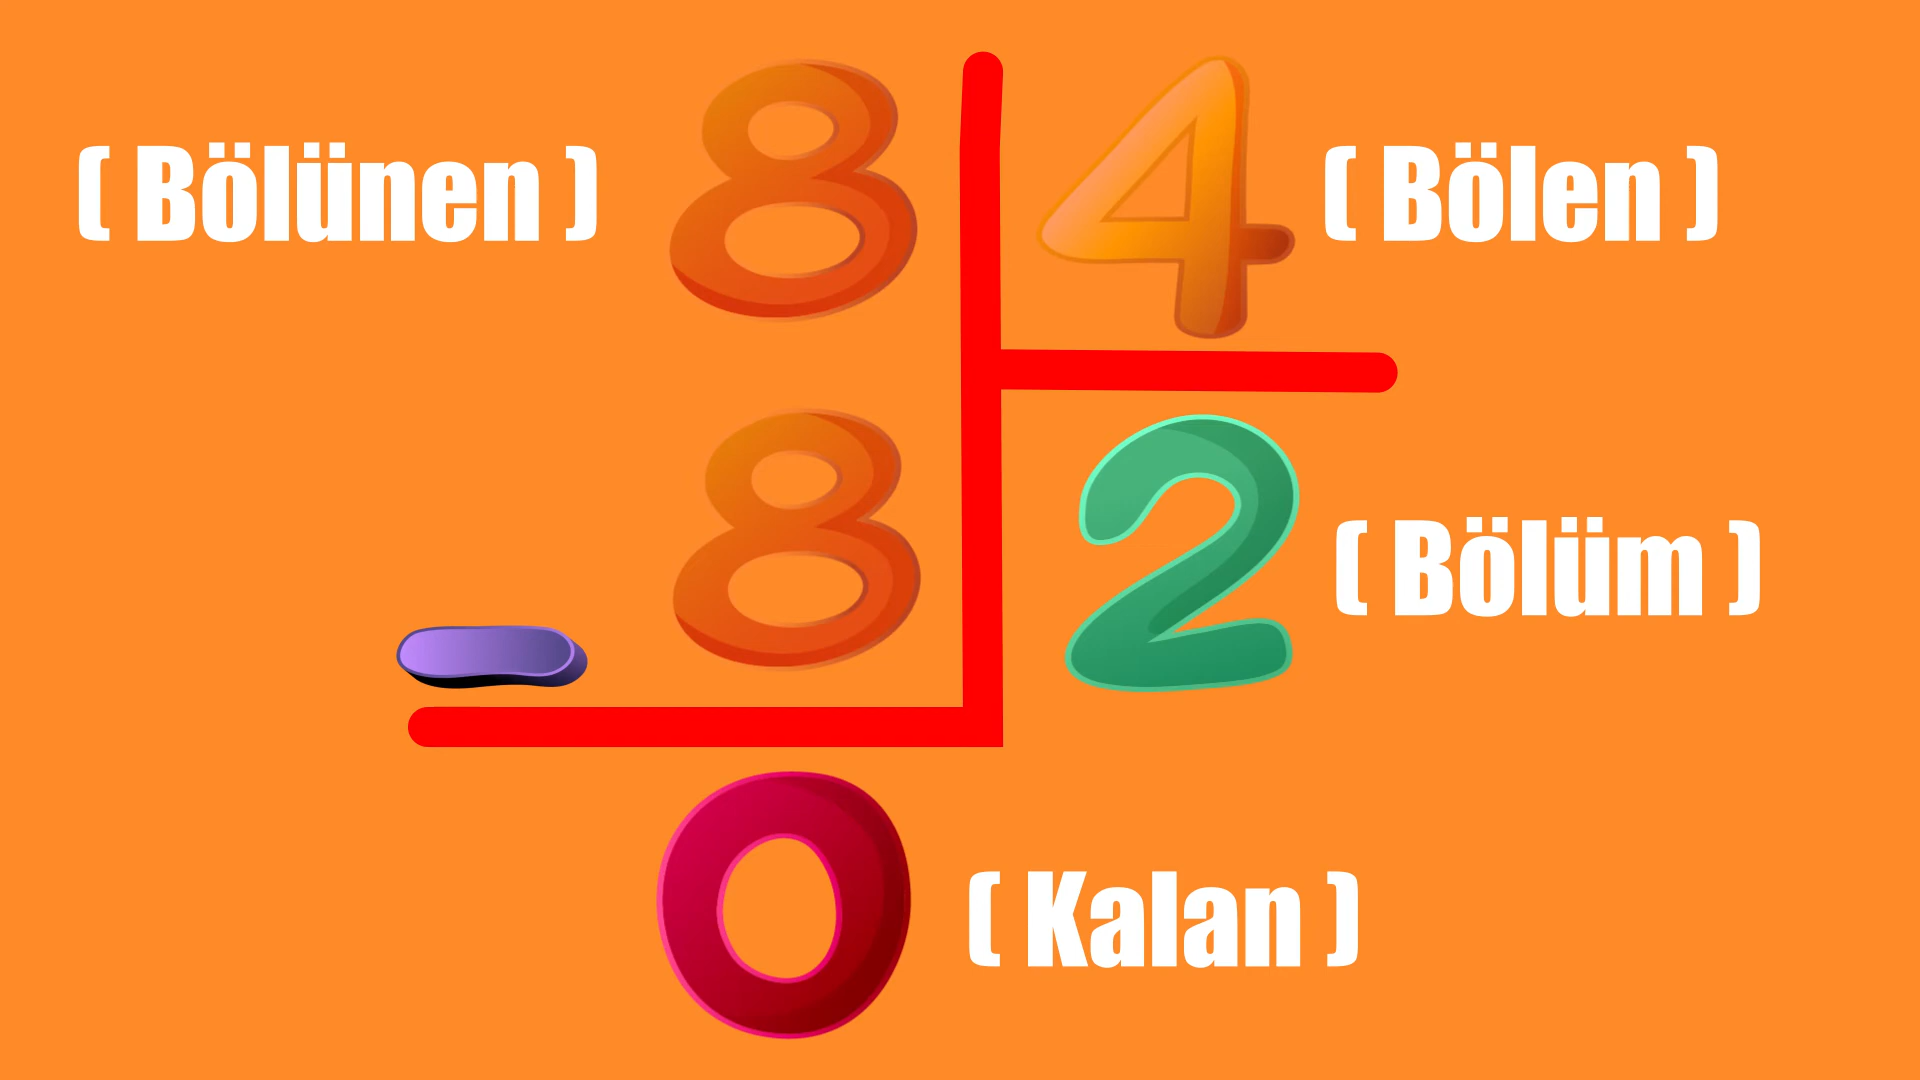 ( Bölünen ) 8 4 ( Bölen )
8 2 ( Bölüm )
-
0 ( Kalan )